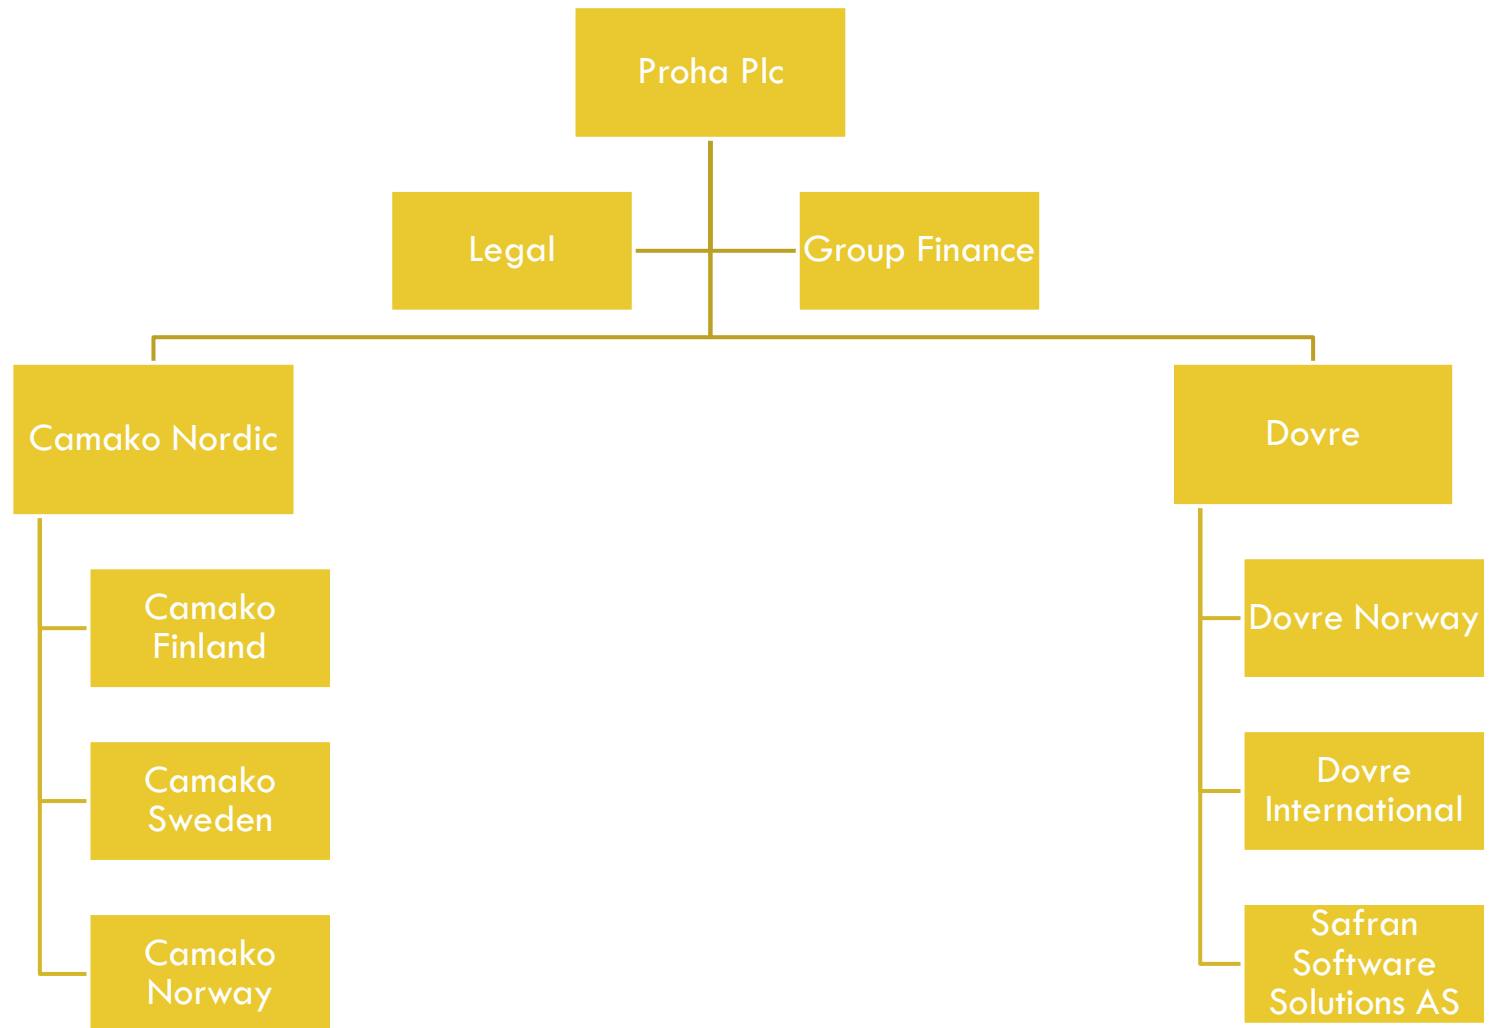 Proha Plc
Legal
Group Finance
Camako Nordic
Dovre
Camako
Finland
Camako
Sweden
Camako
Norway
Dovre Norway
Dovre
International
Safran
Software
Solutions AS